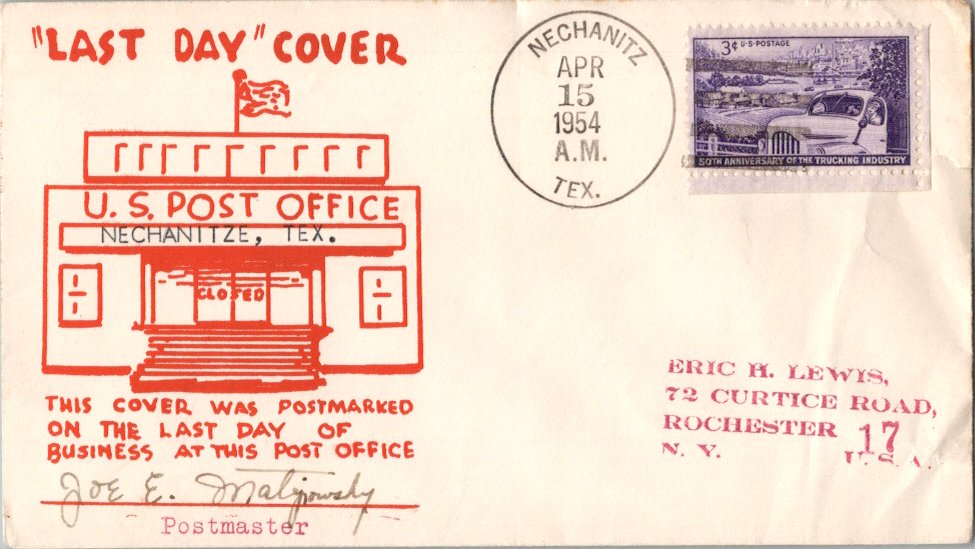 "LAST DAY" COVER
U.S. POST OFFICE
NECHANITZE, TEX.
CLOSED
THIS COVER WAS POSTMARKED
ON THE LAST DAY OF
BUSINESS AT THIS POST OFFICE
Joe E.
Postmaster
NECHANITZ
APR
15
1954
A.M.
TEX.
3¢ U·S·POSTAGE
50TH ANNIVERSARY OF THE TRUCKING INDUSTRY
ERIC H. LEWIS,
72 CURTICE ROAD,
ROCHESTER 17
N. Y. U. S. A.